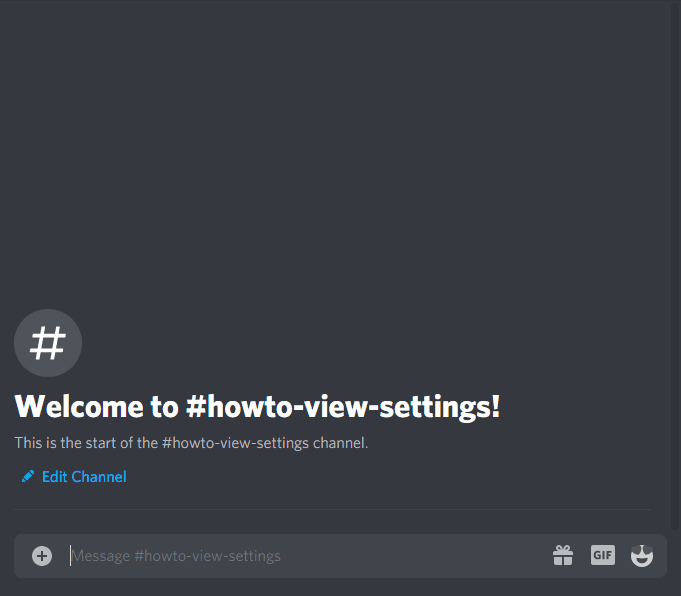 #
Welcome to #howto-view-settings!
This is the start of the #howto-view-settings channel.
Edit Channel
Message #howto-view-settings
GIF